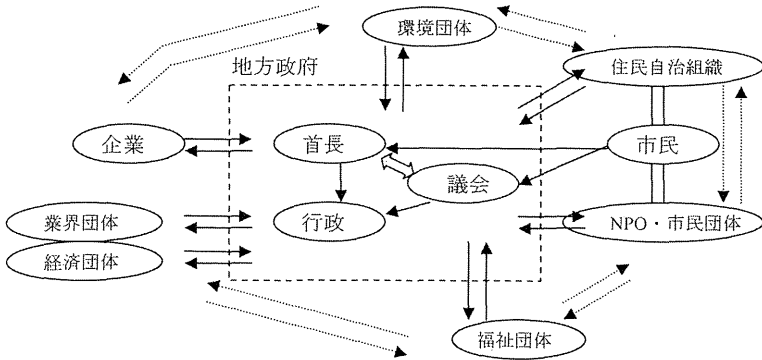 環境団体
地方政府
住民自治組織
企業
首長
市民
議会
業界団体
行政
NPO・市民団体
経済団体
福祉団体